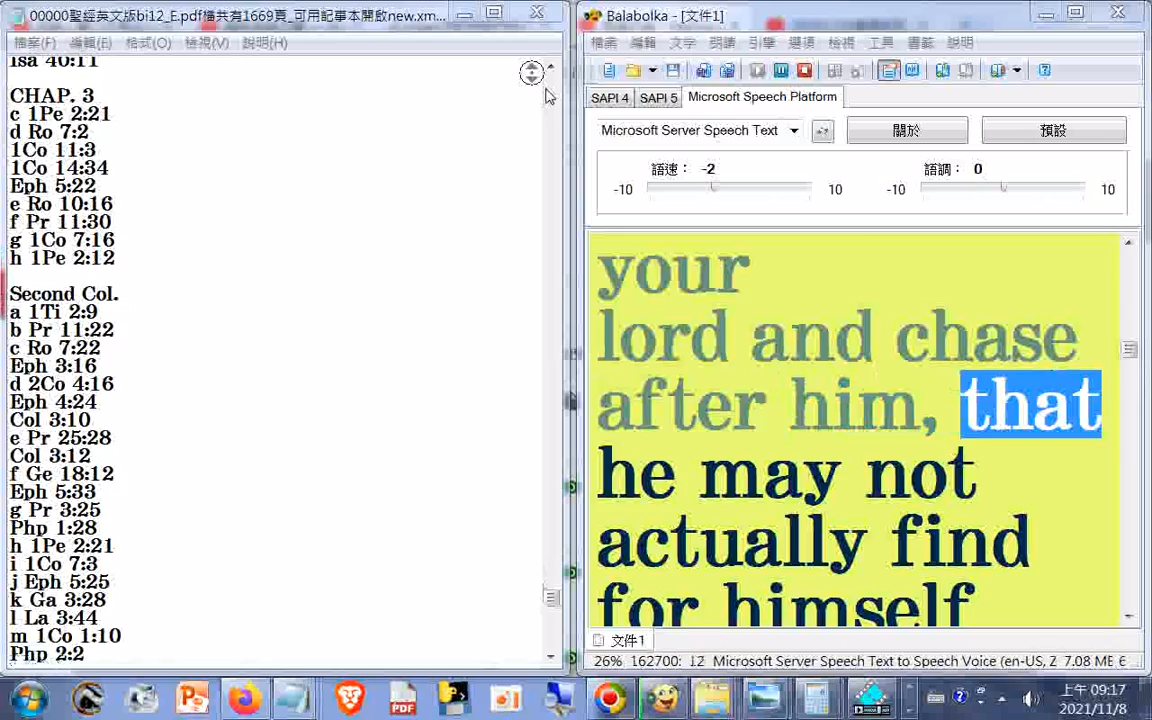 00000聖經英文版bi12_E.pdf檔共有1669頁_可用記事本開啟new.xm...
檔案(F) 編輯(E) 格式(O) 檢視(V) 說明(H)
Isa 40:11
CHAP. 3
c 1Pe 2:21
d Ro 7:2
1Co 11:3
1Co 14:34
Eph 5:22
e Ro 10:16
f Pr 11:30
g 1Co 7:16
h 1Pe 2:12
Second Col.
a 1Ti 2:9
b Pr 11:22
c Ro 7:22
Eph 3:16
d 2Co 4:16
Eph 4:24
Col 3:10
e Pr 25:28
Col 3:12
f Ge 18:12
Eph 5:33
g Pr 3:25
Php 1:28
h 1Pe 2:21
i 1Co 7:3
j Eph 5:25
k Ga 3:28
l La 3:44
m 1Co 1:10
Php 2:2
Balabolka - [文件1]
檔案 編輯 文字 朗讀 引擎 選項 檢視 工具 書籤 說明
SAPI 4 SAPI 5 Microsoft Speech Platform
Microsoft Server Speech Text 關於 預設
語速： -2 語調： 0
-10 10 -10 10
your
lord and chase
after him, that
he may not
actually find
for himself
文件1
26% 162700: 12 Microsoft Server Speech Text to Speech Voice (en-US, Z 7.08 MB 6
PDF
上午 09:17
2021/11/8